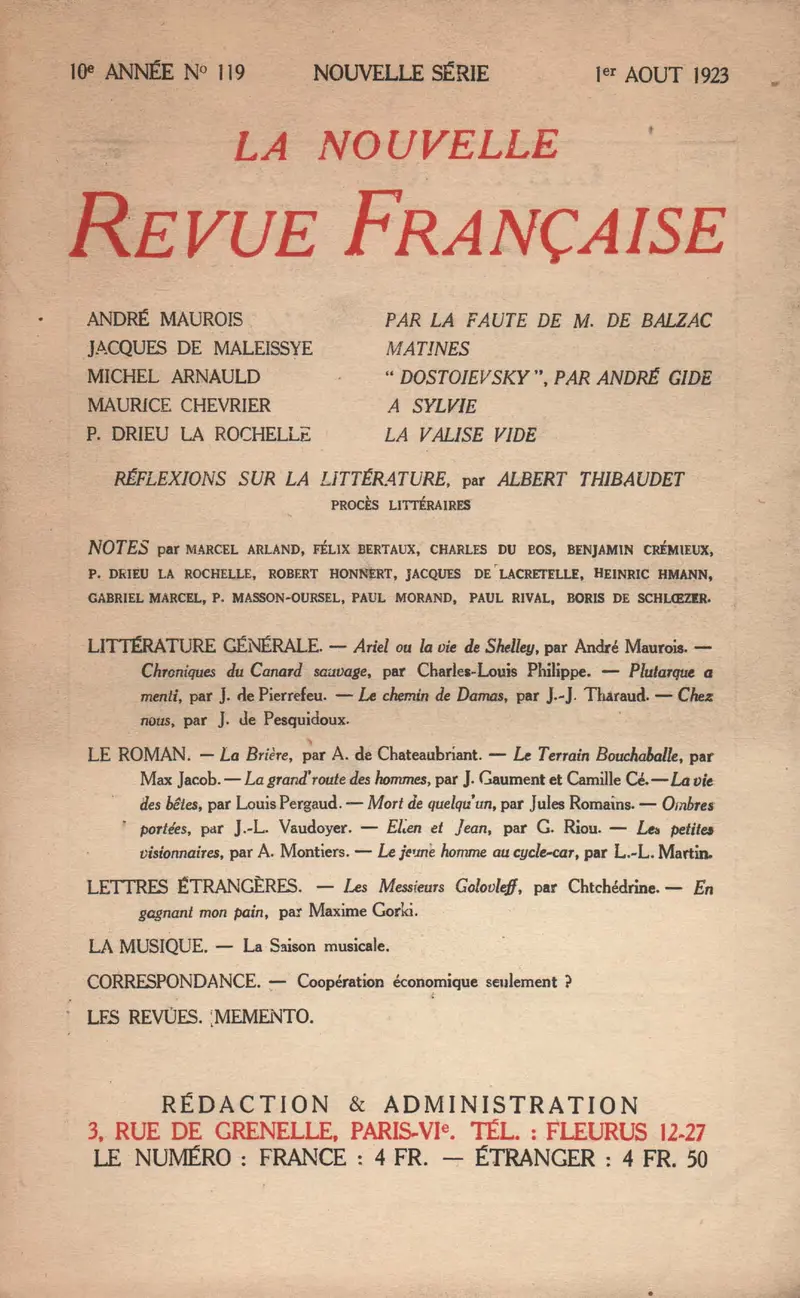 10e ANNÉE No 119 NOUVELLE SÉRIE 1er AOUT 1923
LA NOUVELLE
REVUE FRANÇAISE
ANDRÉ MAUROIS PAR LA FAUTE DE M. DE BALZAC
JACQUES DE MALEISSYE MATINES
MICHEL ARNAULD “ DOSTOIEVSKY ”, PAR ANDRÉ GIDE
MAURICE CHEVRIER A SYLVIE
P. DRIEU LA ROCHELLE LA VALISE VIDE
RÉFLEXIONS SUR LA LITTÉRATURE, par ALBERT THIBAUDET
PROCÈS LITTÉRAIRES
NOTES par MARCEL ARLAND, FÉLIX BERTAUX, CHARLES DU BOS, BENJAMIN CRÉMIEUX,
P. DRIEU LA ROCHELLE, ROBERT HONNERT, JACQUES DE LACRETELLE, HEINRIC HMANN,
GABRIEL MARCEL, P. MASSON-OURSEL, PAUL MORAND, PAUL RIVAL, BORIS DE SCHLŒZER.
LITTÉRATURE GÉNÉRALE. — Ariel ou la vie de Shelley, par André Maurois. —
Chroniques du Canard sauvage, par Charles-Louis Philippe. — Plutarque a
menti, par J. de Pierrefeu. — Le chemin de Damas, par J.-J. Tharaud. — Chez
nous, par J. de Pesquidoux.
LE ROMAN. — La Brière, par A. de Chateaubriant. — Le Terrain Bouchaballe, par
Max Jacob. — La grand'route des hommes, par J. Gaument et Camille Cé. — La vie
des bêtes, par Louis Pergaud. — Mort de quelqu'un, par Jules Romains. — Ombres
portées, par J.-L. Vaudoyer. — Ellen et Jean, par G. Riou. — Les petites
visionnaires, par A. Montiers. — Le jeune homme au cycle-car, par L.-L. Martin.
LETTRES ÉTRANGÈRES. — Les Messieurs Golovleff, par Chtchédrine. — En
gagnant mon pain, par Maxime Gorki.
LA MUSIQUE. — La Saison musicale.
CORRESPONDANCE. — Coopération économique seulement ?
LES REVUES. MEMENTO.
RÉDACTION & ADMINISTRATION
3, RUE DE GRENELLE, PARIS-VIe. TÉL. : FLEURUS 12-27
LE NUMÉRO : FRANCE : 4 FR. — ÉTRANGER : 4 FR. 50